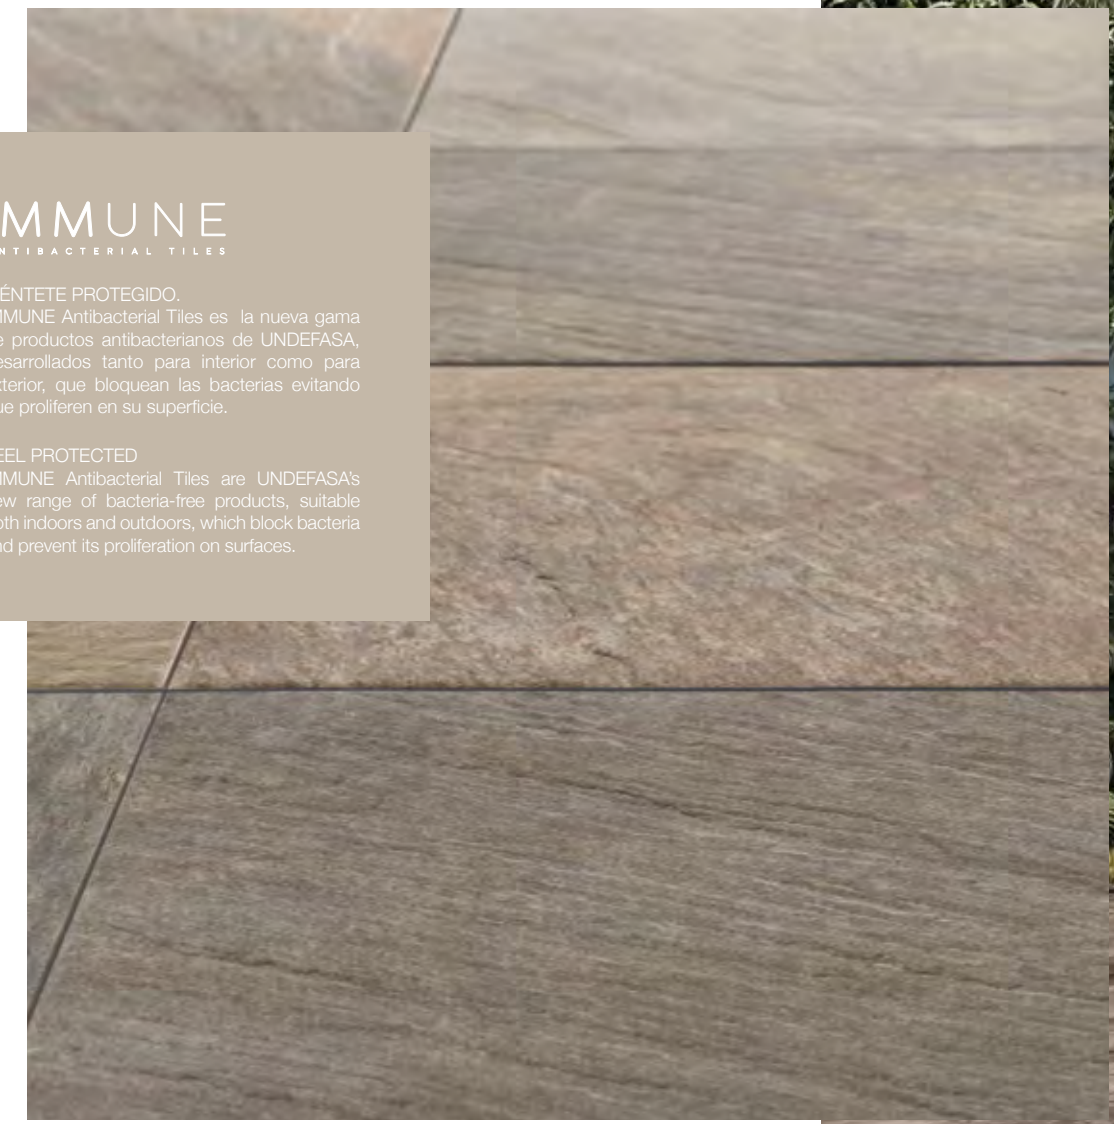 MMUNE
NTIBACTERIAL TILES
ÉNTETE PROTEGIDO.
MMUNE Antibacterial Tiles es la nueva gama
e productos antibacterianos de UNDEFASA,
esarrollados tanto para interior como para
xterior, que bloquean las bacterias evitando
ue proliferen en su superficie.
EEL PROTECTED
MMUNE Antibacterial Tiles are UNDEFASA's
ew range of bacteria-free products, suitable
oth indoors and outdoors, which block bacteria
nd prevent its proliferation on surfaces.